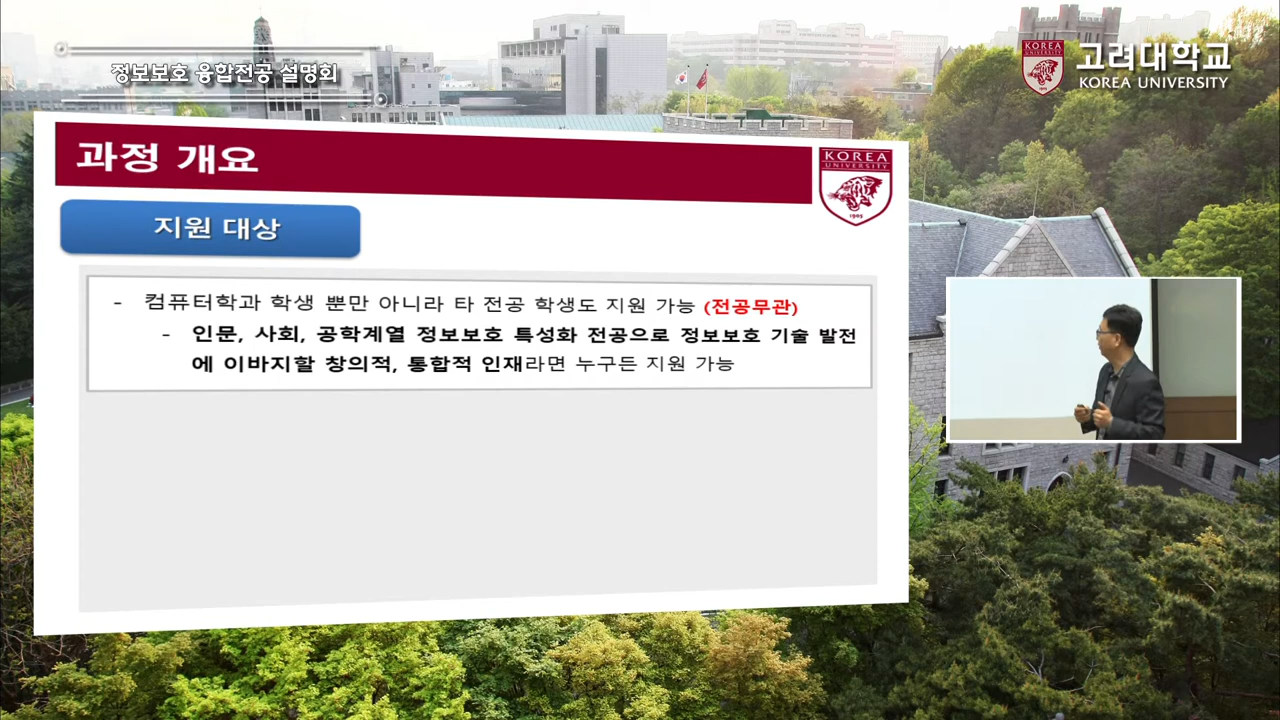 정보보호 융합전공 설명회
KOREA UNIVERSITY 1905
고려대학교
KOREA UNIVERSITY
과정 개요
KOREA
UNIVERSITY
1905
지원 대상
- 컴퓨터학과 학생 뿐만 아니라 타 전공 학생도 지원 가능 (전공무관)
- 인문, 사회, 공학계열 정보보호 특성화 전공으로 정보보호 기술 발전
에 이바지할 창의적, 통합적 인재라면 누구든 지원 가능